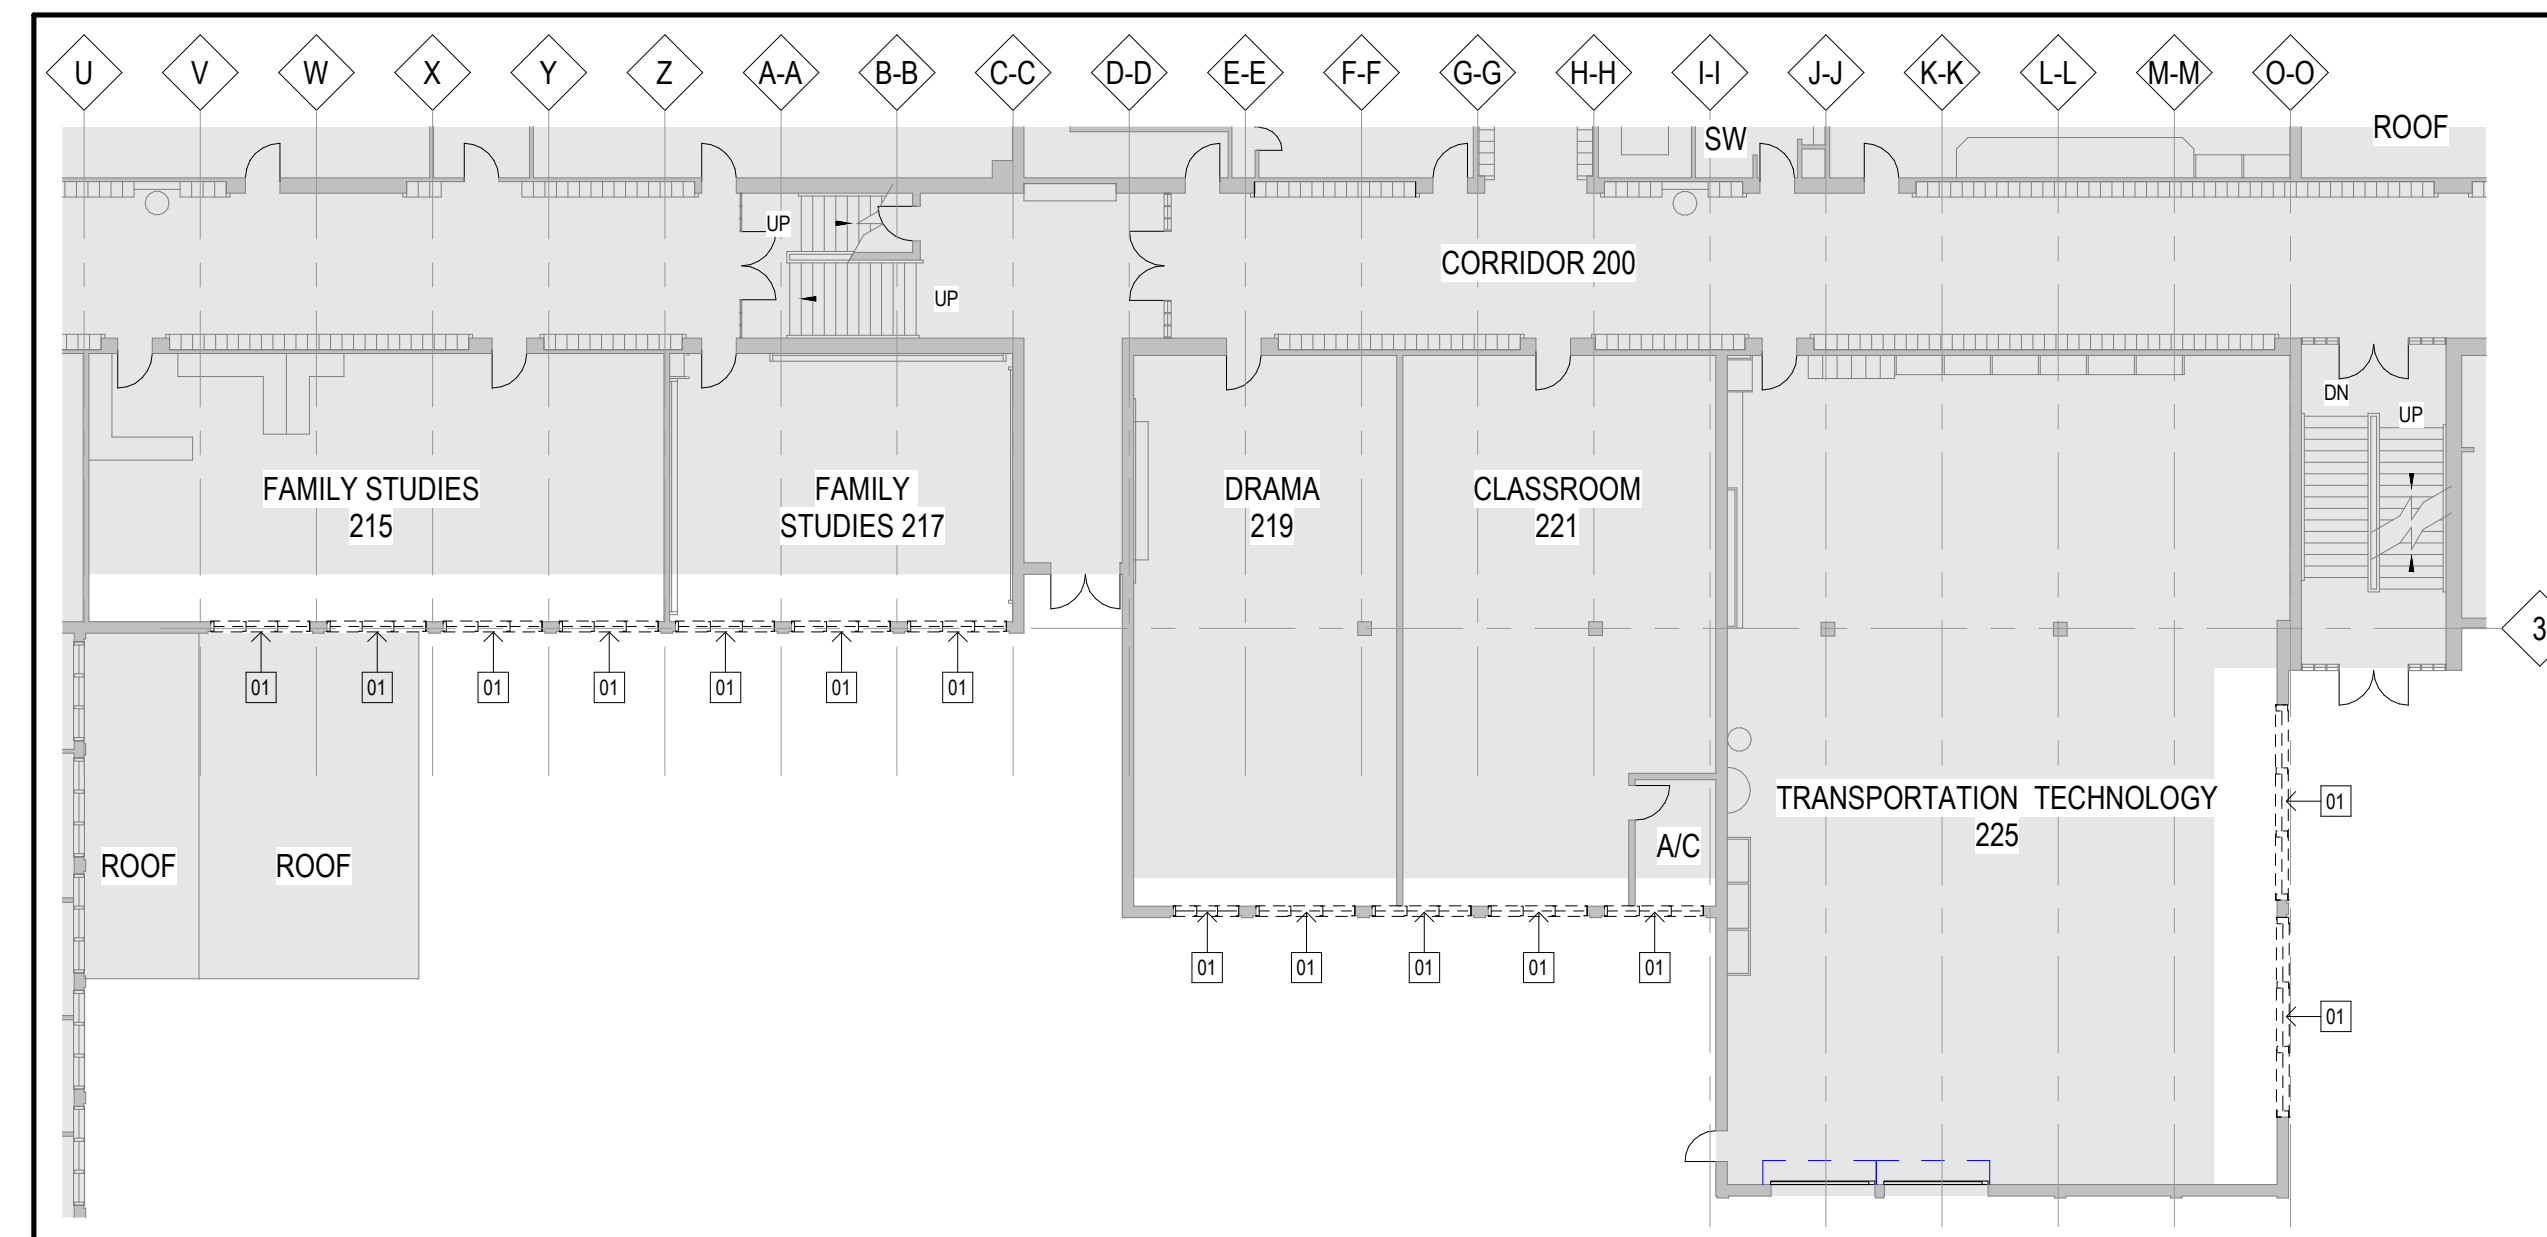 U
V
W
X
Y
Z
A-A
B-B
C-C
D-D
E-E
F-F
G-G
H-H
I-I
J-J
K-K
L-L
M-M
O-O
ROOF
SW
UP
CORRIDOR 200
UP
DN
UP
FAMILY STUDIES
215
FAMILY
STUDIES 217
DRAMA
219
CLASSROOM
221
3
01
01
01
01
01
01
01
TRANSPORTATION TECHNOLOGY
225
01
A/C
ROOF
ROOF
01
01
01
01
01
01